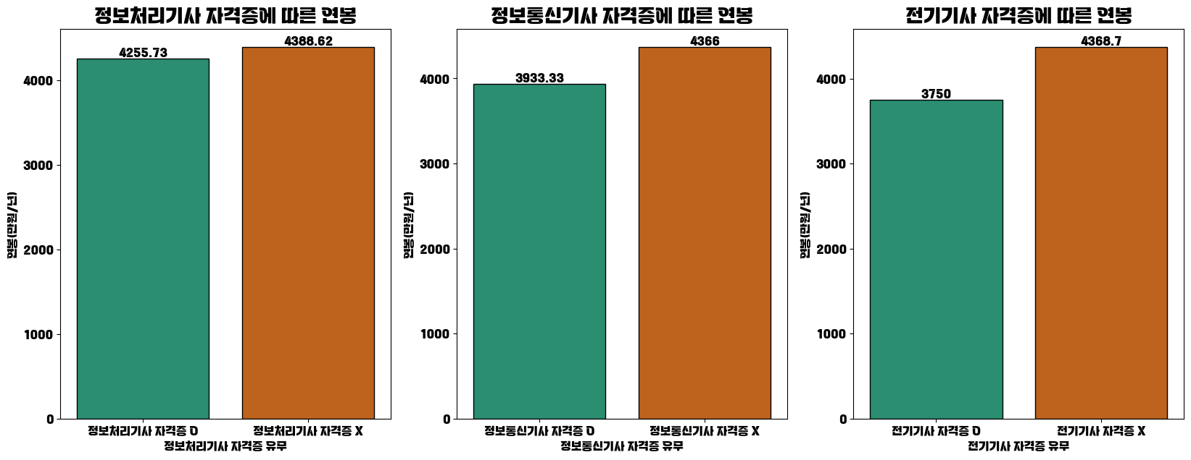 정보처리기사 자격증에 따른 연봉
4255.73
4388.62
4000
3000
2000
1000
0
연봉(만원/년)
정보처리기사 자격증 O
정보처리기사 자격증 X
정보처리기사 자격증 유무
정보통신기사 자격증에 따른 연봉
3933.33
4366
4000
3000
2000
1000
0
연봉(만원/년)
정보통신기사 자격증 O
정보통신기사 자격증 X
정보통신기사 자격증 유무
전기기사 자격증에 따른 연봉
3750
4368.7
4000
3000
2000
1000
0
연봉(만원/년)
전기기사 자격증 O
전기기사 자격증 X
전기기사 자격증 유무